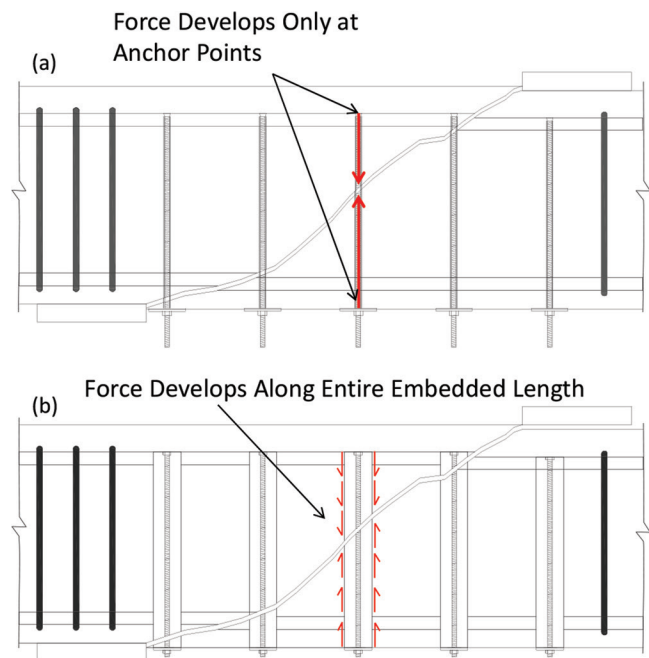 Force Develops Only at
Anchor Points
(a)
Force Develops Along Entire Embedded Length
(b)